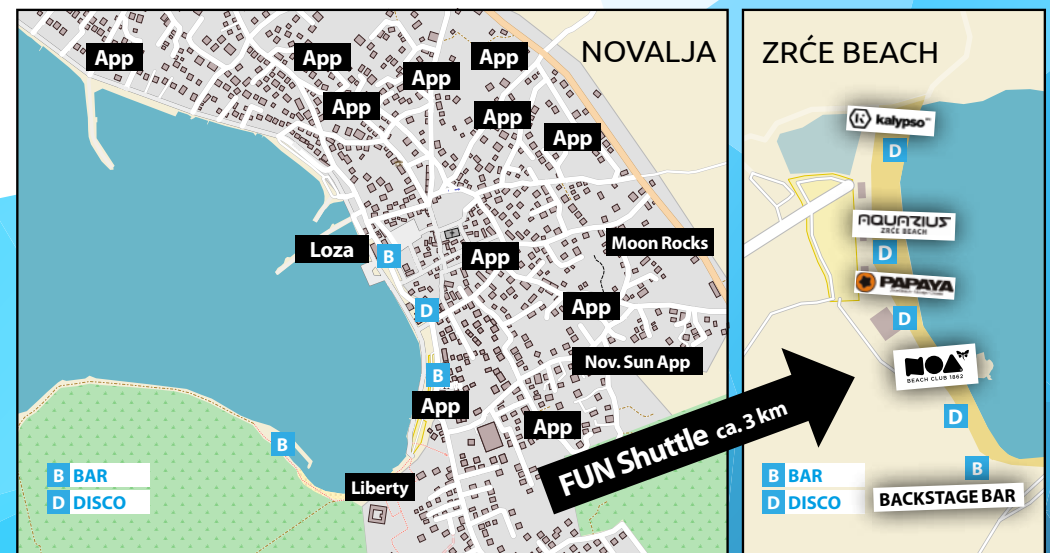 NOVALJA
App
App
App
App
App
App
App
Loza
App
Moon Rocks
App
Nov. Sun App
App
App
Liberty
B
D
B
B
B BAR
D DISCO
FUN Shuttle ca. 3 km
ZRĆE BEACH
kalypso
D
AQUARIUS
ZRĆE BEACH
D
PAPAYA
D
NOA
BEACH CLUB 1862
D
B
BACKSTAGE BAR
B BAR
D DISCO